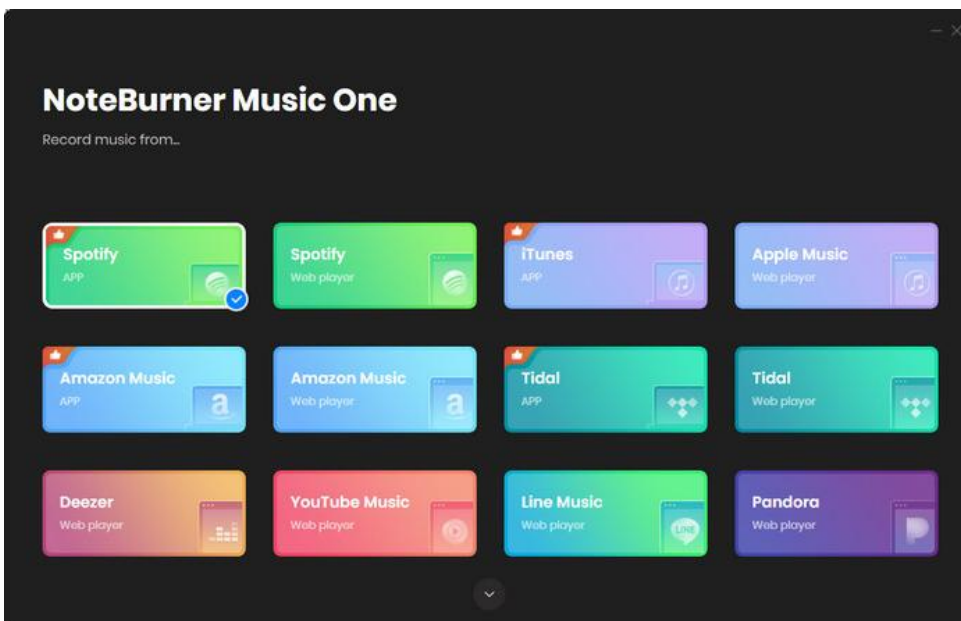 NoteBurner Music One
Record music from...
Spotify
APP
Spotify
Web player
iTunes
APP
Apple Music
Web player
Amazon Music
APP
a
Amazon Music
Web player
a
Tidal
APP
Tidal
Web player
Deezer
Web player
YouTube Music
Web player
Line Music
Web player
LINE
Pandora
Web player